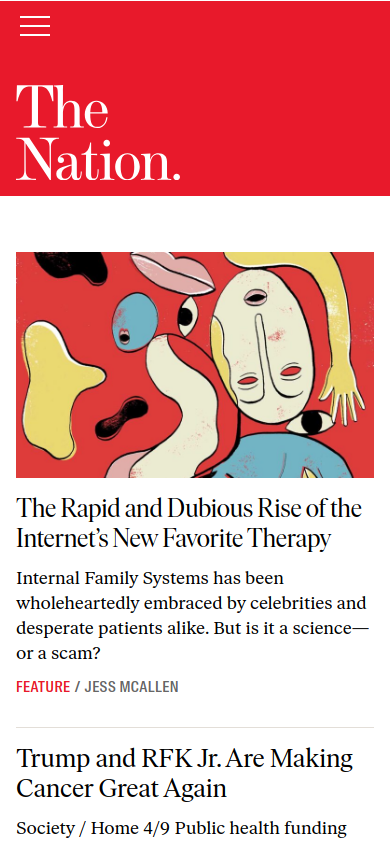 The
Nation.
The Rapid and Dubious Rise of the
Internet’s New Favorite Therapy
Internal Family Systems has been
wholeheartedly embraced by celebrities and
desperate patients alike. But is it a science—
or a scam?
FEATURE / JESS MCALLEN
Trump and RFK Jr. Are Making
Cancer Great Again
Society / Home 4/9 Public health funding